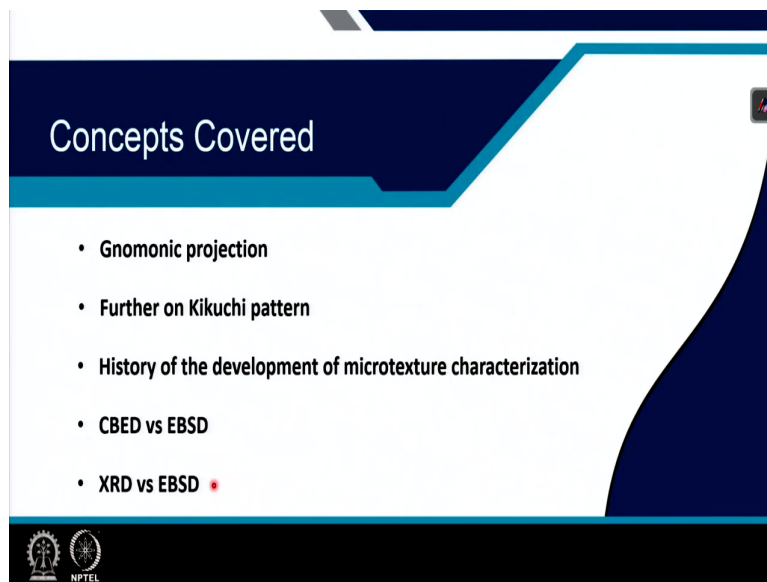 Concepts Covered
• Gnomonic projection
• Further on Kikuchi pattern
• History of the development of microtexture characterization
• CBED vs EBSD
• XRD vs EBSD
NPTEL